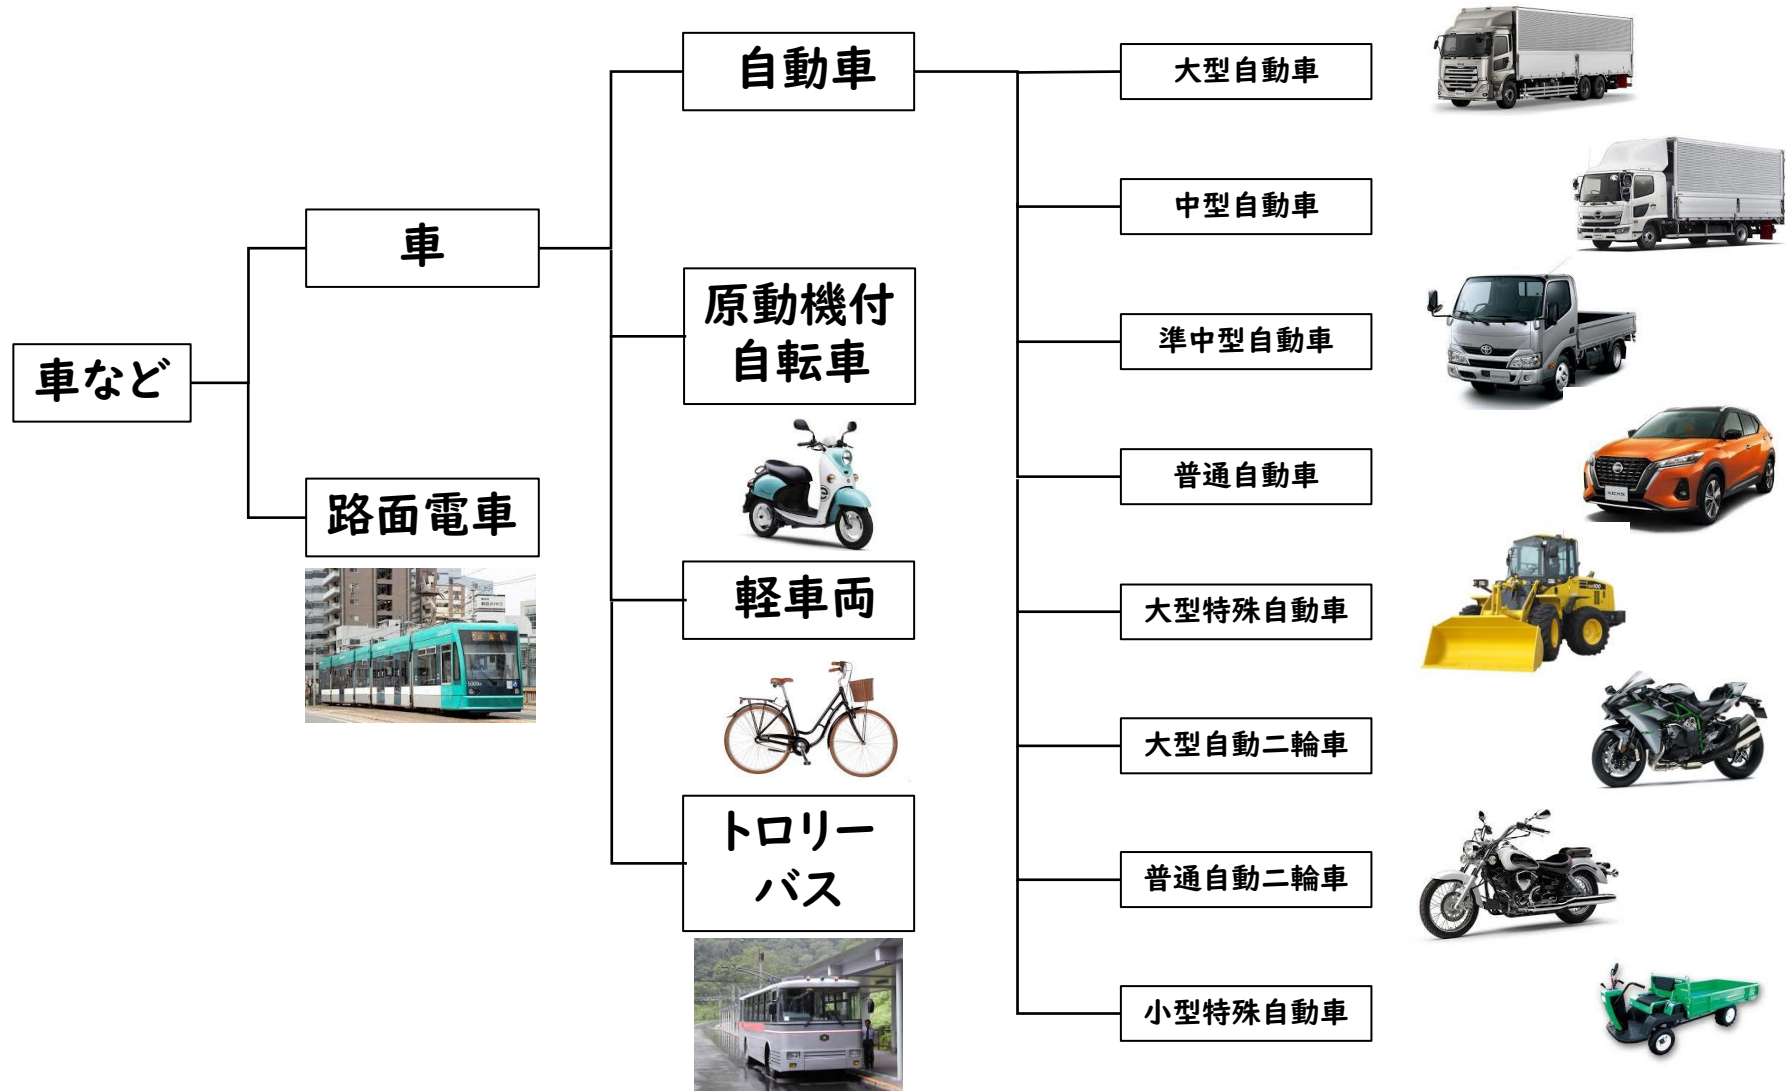 車など
車
路面電車
自動車
原動機付
自転車
軽車両
トロリー
バス
大型自動車
中型自動車
準中型自動車
普通自動車
大型特殊自動車
大型自動二輪車
普通自動二輪車
小型特殊自動車
KICKS